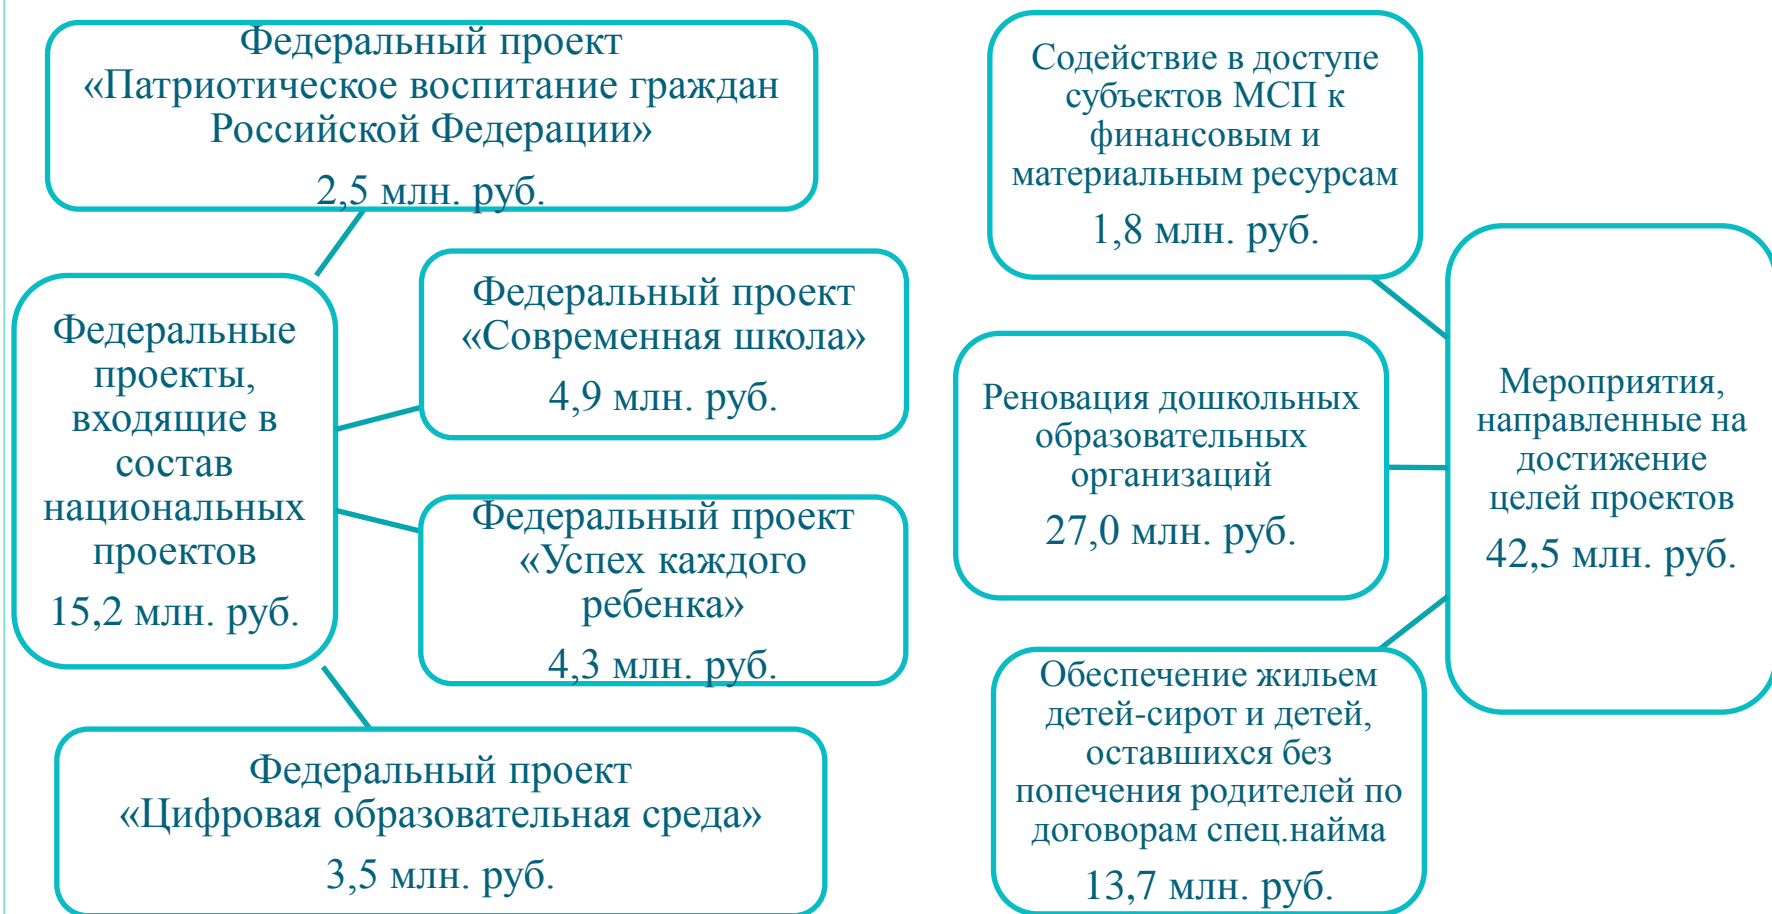 Федеральный проект
«Патриотическое воспитание граждан
Российской Федерации»
2,5 млн. руб.
Федеральные
проекты,
входящие в
состав
национальных
проектов
15,2 млн. руб.
Федеральный проект
«Современная школа»
4,9 млн. руб.
Федеральный проект
«Успех каждого
ребенка»
4,3 млн. руб.
Федеральный проект
«Цифровая образовательная среда»
3,5 млн. руб.
Содействие в доступе
субъектов МСП к
финансовым и
материальным ресурсам
1,8 млн. руб.
Реновация дошкольных
образовательных
организаций
27,0 млн. руб.
Обеспечение жильем
детей-сирот и детей,
оставшихся без
попечения родителей по
договорам спец.найма
13,7 млн. руб.
Мероприятия,
направленные на
достижение
целей проектов
42,5 млн. руб.